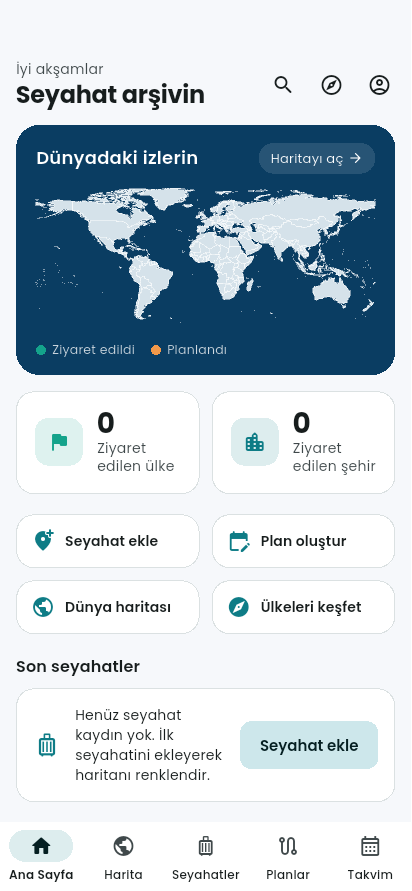 İyi akşamlar
Seyahat arşivin
Dünyadaki izlerin
Haritayı aç
Ziyaret edildi
Planlandı
0
Ziyaret
edilen ülke
0
Ziyaret
edilen şehir
Seyahat ekle
Plan oluştur
Dünya haritası
Ülkeleri keşfet
Son seyahatler
Henüz seyahat
kaydın yok. İlk
seyahatini ekleyerek
haritanı renklendir.
Seyahat ekle
Ana Sayfa
Harita
Seyahatler
Planlar
Takvim